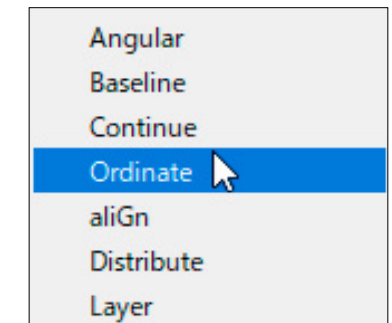 Angular
Baseline
Continue
Ordinate
aliGn
Distribute
Layer